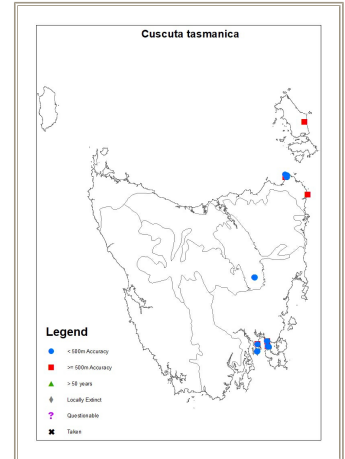 Cuscuta tasmanica
Legend
< 500m Accuracy
>= 500m Accuracy
> 50 years
Locally Extinct
? Questionable
Taken